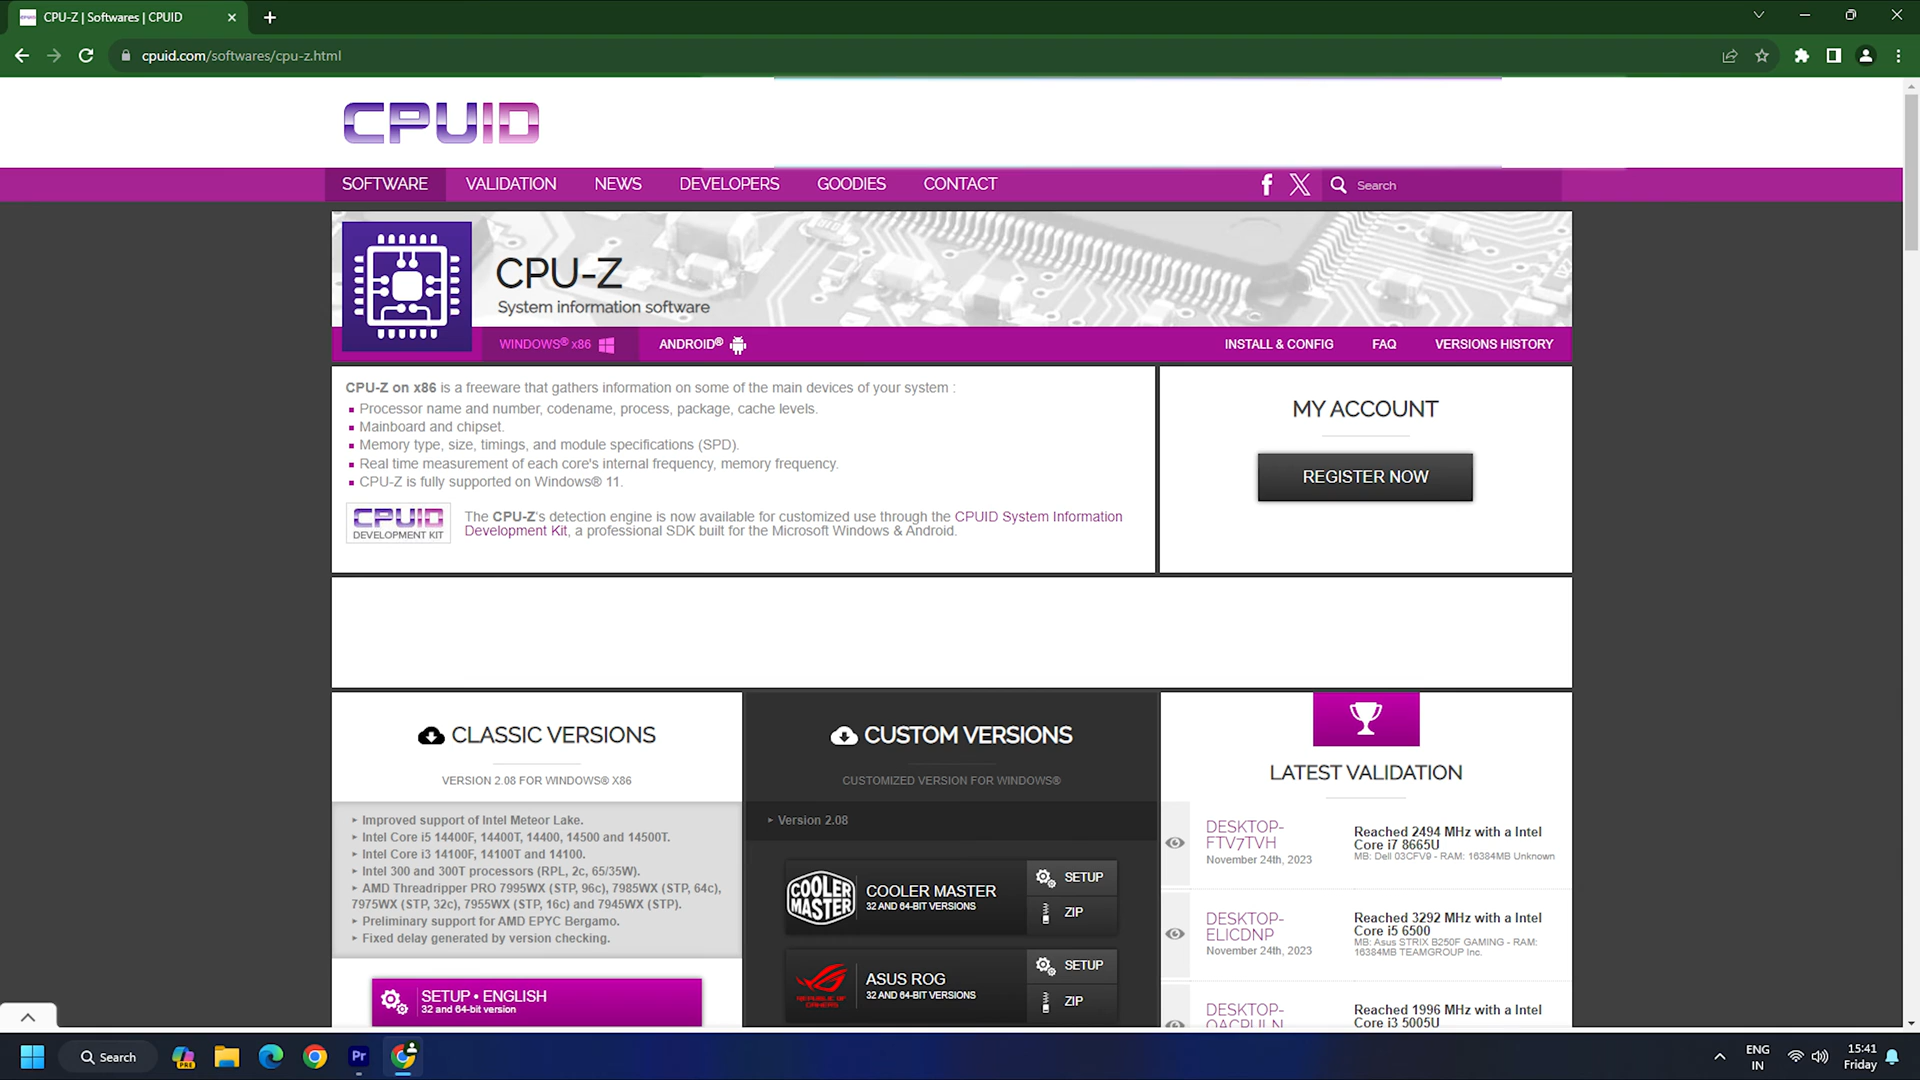 CPU-Z | Softwares | CPUID
cpuid.com/softwares/cpu-z.html
CPUID
SOFTWARE
VALIDATION
NEWS
DEVELOPERS
GOODIES
CONTACT
Search
CPU-Z
System information software
WINDOWS® x86
ANDROID®
INSTALL & CONFIG
FAQ
VERSIONS HISTORY
CPU-Z on x86 is a freeware that gathers information on some of the main devices of your system :
Processor name and number, codename, process, package, cache levels.
Mainboard and chipset.
Memory type, size, timings, and module specifications (SPD).
Real time measurement of each core's internal frequency, memory frequency.
CPU-Z is fully supported on Windows® 11.
CPUID
DEVELOPMENT KIT
The CPU-Z's detection engine is now available for customized use through the CPUID System Information
Development Kit, a professional SDK built for the Microsoft Windows & Android.
MY ACCOUNT
REGISTER NOW
CLASSIC VERSIONS
VERSION 2.08 FOR WINDOWS® X86
Improved support of Intel Meteor Lake.
Intel Core i5 14400F, 14400T, 14400, 14500 and 14500T.
Intel Core i3 14100F, 14100T and 14100.
Intel 300 and 300T processors (RPL, 2c, 65/35W).
AMD Threadripper PRO 7995WX (STP, 96c), 7985WX (STP, 64c),
7975WX (STP, 32c), 7955WX (STP, 16c) and 7945WX (STP).
Preliminary support for AMD EPYC Bergamo.
Fixed delay generated by version checking.
SETUP • ENGLISH
32 and 64-bit version
CUSTOM VERSIONS
CUSTOMIZED VERSION FOR WINDOWS®
Version 2.08
COOLER MASTER
COOLER MASTER
32 AND 64-BIT VERSIONS
SETUP
ZIP
REPUBLIC OF GAMERS
ASUS ROG
32 AND 64-BIT VERSIONS
SETUP
ZIP
LATEST VALIDATION
DESKTOP-
FTV7TVH
November 24th, 2023
Reached 2494 MHz with a Intel
Core i7 8665U
MB: Dell 03CFV9 - RAM: 16384MB Unknown
DESKTOP-
ELICDNP
November 24th, 2023
Reached 3292 MHz with a Intel
Core i5 6500
MB: Asus STRIX B250F GAMING - RAM:
16384MB TEAMGROUP Inc.
DESKTOP-
Reached 1996 MHz with a Intel
Core i3 5005U
Search
PRE
Pr
ENG
IN
15:41
Friday